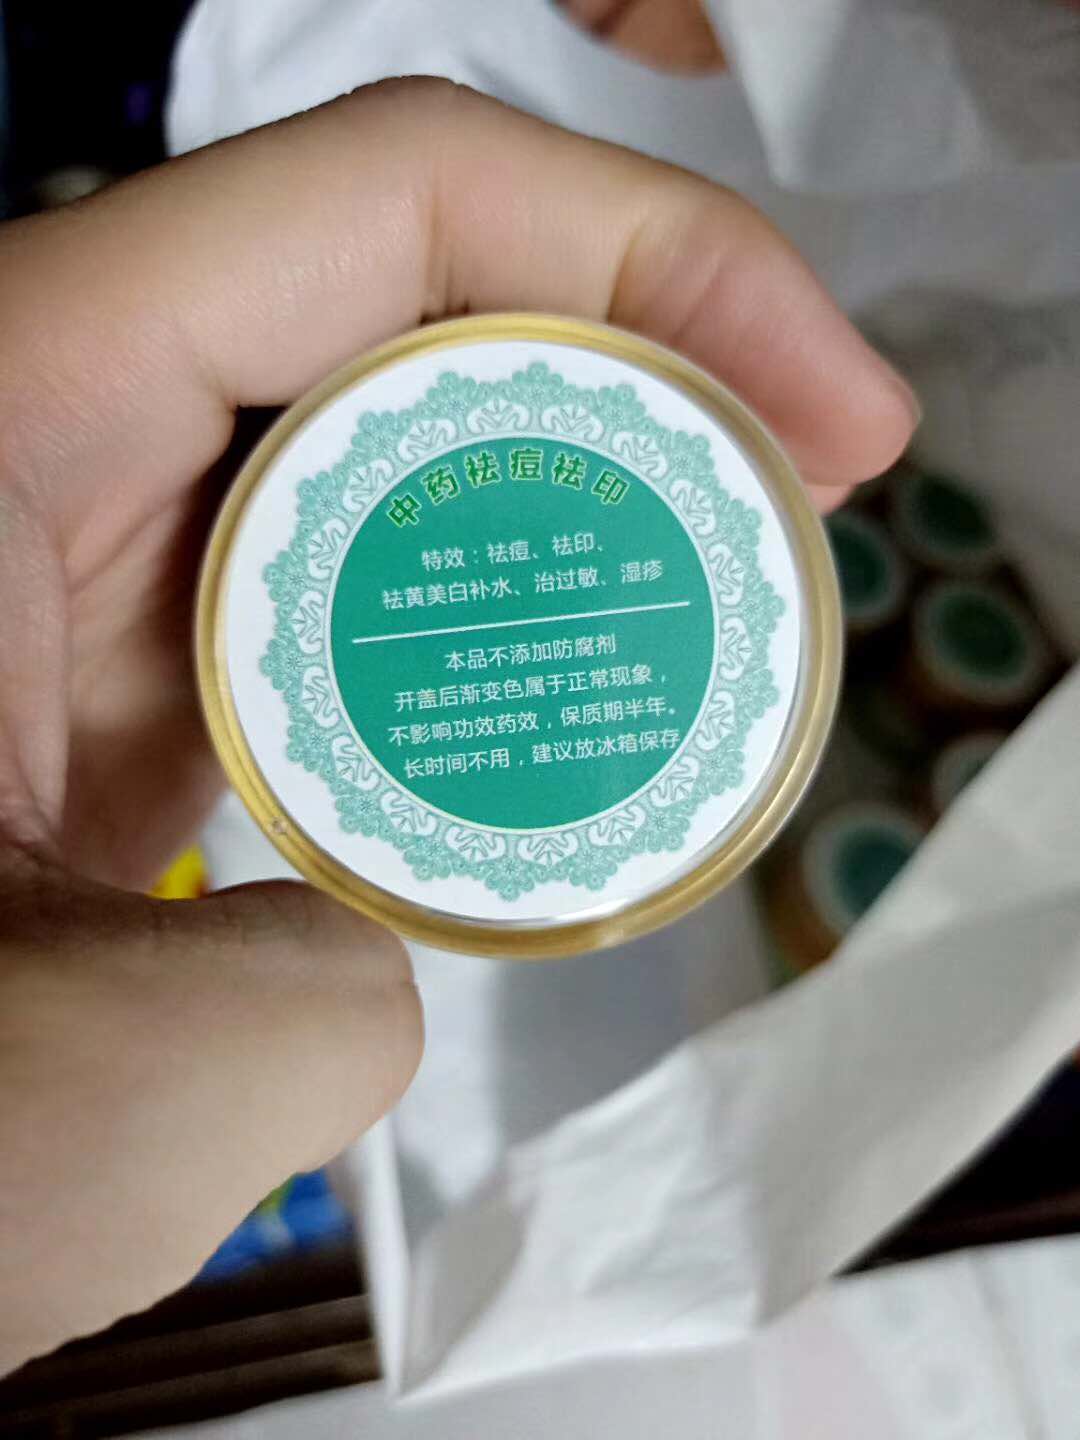 中药祛痘祛印
特效：祛痘、祛印、
祛黄美白补水、治过敏、湿疹
本品不添加防腐剂
开盖后渐变色属于正常现象，
不影响功效药效，保质期半年。
长时间不用，建议放冰箱保存